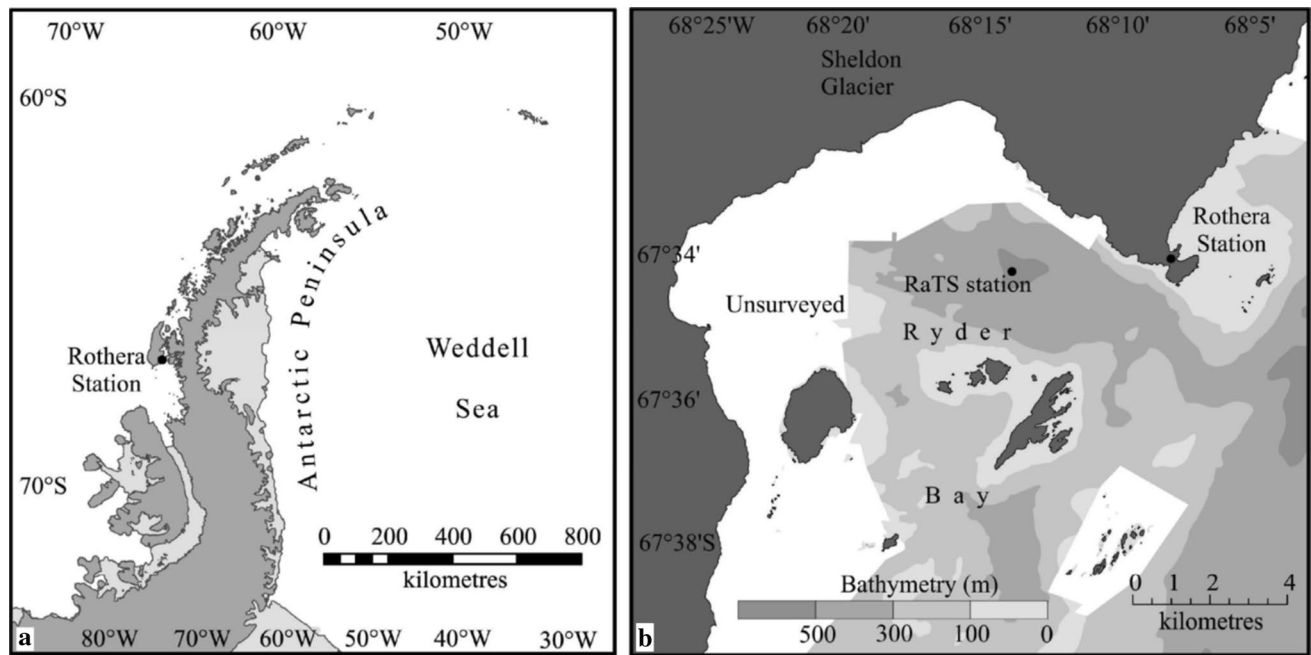 70°W 60°W 50°W
60°S
Antarctic Peninsula
Rothera
Station
Weddell
Sea
70°S
0 200 400 600 800
kilometres
a
80°W 70°W 60°W 50°W 40°W 30°W
68°25'W 68°20' 68°15' 68°10' 68°5'
Sheldon
Glacier
Rothera
Station
67°34'
RaTS station
Unsurveyed
Ryder
67°36'
Bay
67°38'S
Bathymetry (m)
500 300 100 0
0 1 2 4
kilometres
b